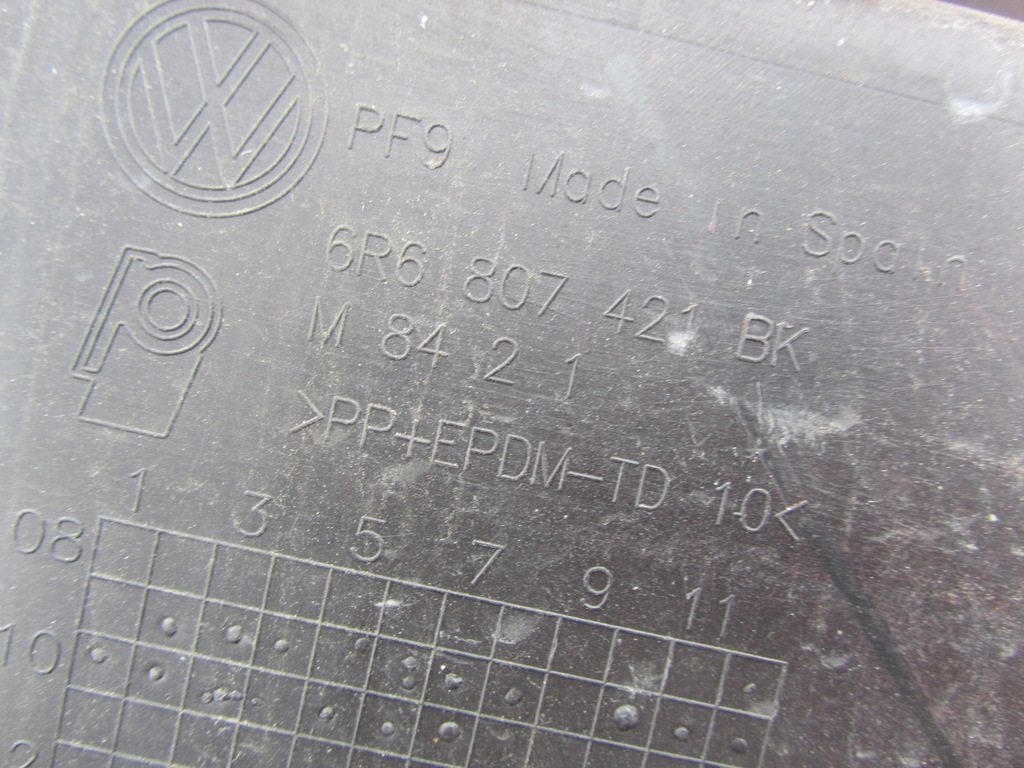 PF9 Made in Spain
6R6 807 421 BK
M 84 2 1
>PP+EPDM-TD 10<
1 3 5 7 9 11
08
10
2